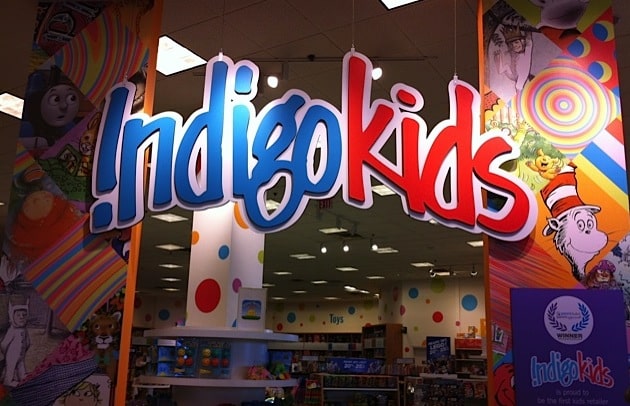 !ndigokids
Toys
WINNER
!ndigokids
is proud to
be the first kids retailer